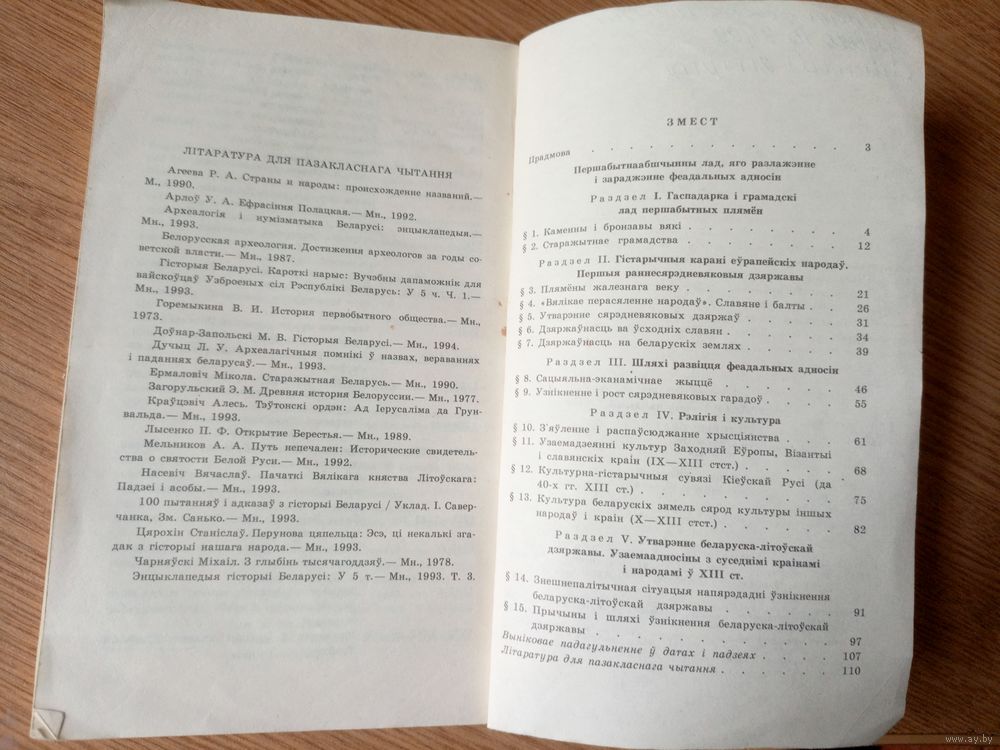 ЛІТАРАТУРА ДЛЯ ПАЗАКЛАСНАГА ЧЫТАННЯ
Агеева Р. А. Страны и народы: происхождение названий.—
М., 1990.
Арлоў У. А. Ефрасіння Полацкая.— Мн., 1992.
Археалогія і нумізматыка Беларусі: энцыклапедыя.—
Мн., 1993.
Белорусская археология. Достижения археологов за годы со-
ветской власти.— Мн., 1987.
Гісторыя Беларусі. Кароткі нарыс: Вучэбны дапаможнік для
вайскоўцаў Узброеных сіл Рэспублікі Беларусь: У 5 ч. Ч. 1.—
Мн., 1993.
Горемыкина В. И. История первобытного общества.— Мн.,
1973.
Доўнар-Запольскі М. В. Гісторыя Беларусі.— Мн., 1994.
Дучыц Л. У. Археалагічныя помнікі ў назвах, вераваннях
і паданнях беларусаў.— Мн., 1993.
Ермаловіч Мікола. Старажытная Беларусь.— Мн., 1990.
Загорульский Э. М. Древняя история Белоруссии.— Мн., 1977.
Краўцэвіч Алесь. Тэўтонскі ордэн: Ад Іерусаліма да Грун-
вальда.— Мн., 1993.
Лысенко П. Ф. Открытие Берестья.— Мн., 1989.
Мельников А. А. Путь непечален: Исторические свидетель-
ства о святости Белой Руси.— Мн., 1992.
Насевіч Вячаслаў. Пачаткі Вялікага княства Літоўскага:
Падзеі і асобы.— Мн., 1993.
100 пытанняў і адказаў з гісторыі Беларусі / Уклад. І. Савер-
чанка, Зм. Санько.— Мн., 1993.
Цярохін Станіслаў. Перунова цяпельца: Эсэ, ці некалькі зга-
дак з гісторыі нашага народа.— Мн., 1993.
Чарняўскі Міхаіл. З глыбінь тысячагоддзяў.— Мн., 1978.
Энцыклапедыя гісторыі Беларусі: У 5 т.— Мн., 1993. Т. 3.
ЗМЕСТ
Прадмова . . . . . . . . . . . . 3
Першабытнаабшчынны лад, яго разлажэнне
і зараджэнне феадальных адносін
Раздзел I. Гаспадарка і грамадскі
лад першабытных плямён
§ 1. Каменны і бронзавы вякі . . . . . . 4
§ 2. Старажытнае грамадства . . . . . . 12
Раздзел II. Гістарычныя карані еўрапейскіх народаў.
Першыя раннесярэдневяковыя дзяржавы
§ 3. Плямёны жалезнага веку . . . . . . 21
§ 4. «Вялікае перасяленне народаў». Славяне і балты . . 26
§ 5. Утварэнне сярэдневяковых дзяржаў . . . . 31
§ 6. Дзяржаўнасць ва ўсходніх славян . . . . 34
§ 7. Дзяржаўнасць на беларускіх землях . . . . 39
Раздзел III. Шляхі развіцця феадальных адносін
§ 8. Сацыяльна-эканамічнае жыццё . . . . . 46
§ 9. Узнікненне і рост сярэдневяковых гарадоў . . . 55
Раздзел IV. Рэлігія і культура
§ 10. З'яўленне і распаўсюджанне хрысціянства . . . 61
§ 11. Узаемадзеянні культур Заходняй Еўропы, Візантыі
і славянскіх краін (IX—XIII стст.) . . . . . 68
§ 12. Культурна-гістарычныя сувязі Кіеўскай Русі (да
40-х гг. XIII ст.) . . . . . . . . 75
§ 13. Культура беларускіх зямель сярод культуры іншых
народаў і краін (X—XIII стст.) . . . . . 82
Раздзел V. Утварэнне беларуска-літоўскай
дзяржавы. Узаемаадносіны з суседнімі краінамі
і народамі ў XIII ст.
§ 14. Знешнепалітычная сітуацыя напярэдадні ўзнікнення
беларуска-літоўскай дзяржавы . . . . . . 91
§ 15. Прычыны і шляхі ўзнікнення беларуска-літоўскай
дзяржавы . . . . . . . . . . 97
Выніковае падагульненне ў датах і падзеях . . . . 107
Літаратура для пазакласнага чытання . . . . . 110
www.ay.by